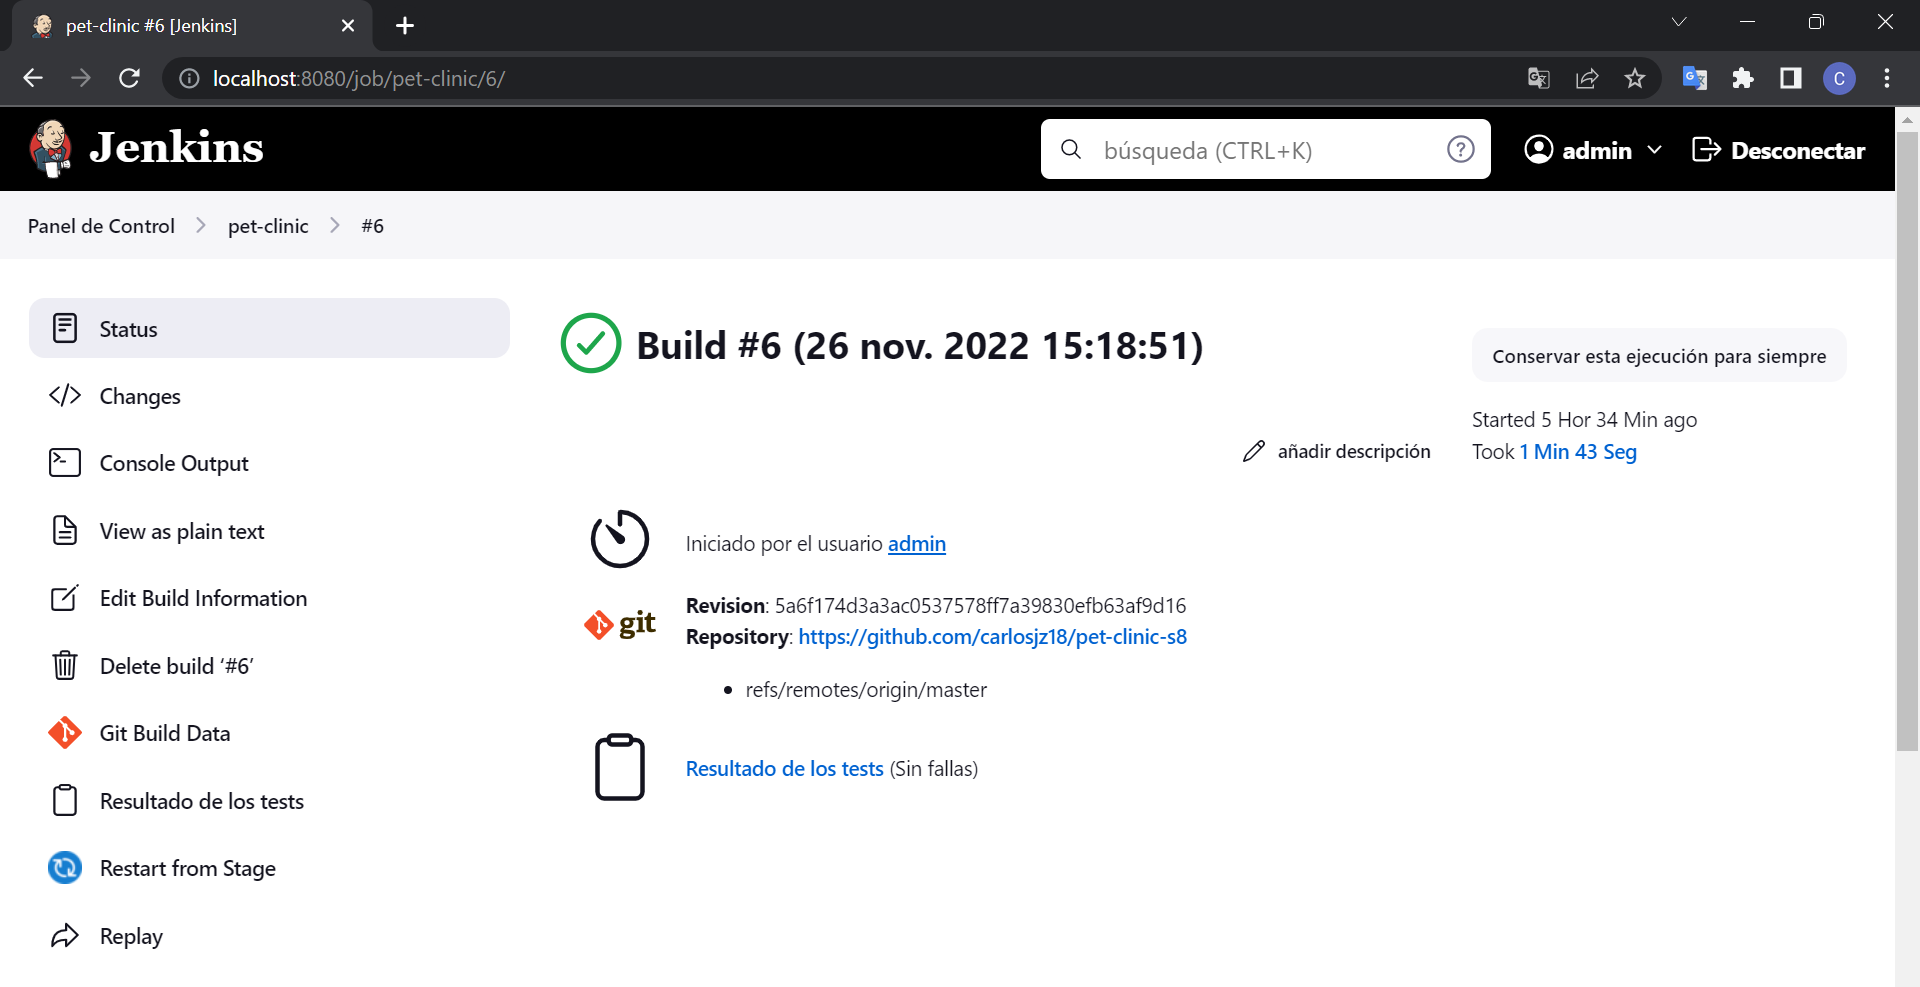 pet-clinic #6 [Jenkins]
localhost:8080/job/pet-clinic/6/
C
Jenkins
búsqueda (CTRL+K)
admin
Desconectar
Panel de Control
pet-clinic
#6
Status
Changes
Console Output
View as plain text
Edit Build Information
Delete build ‘#6’
Git Build Data
Resultado de los tests
Restart from Stage
Replay
Build #6 (26 nov. 2022 15:18:51)
Conservar esta ejecución para siempre
Started 5 Hor 34 Min ago
Took 1 Min 43 Seg
añadir descripción
Iniciado por el usuario admin
git
Revision: 5a6f174d3a3ac0537578ff7a39830efb63af9d16
Repository: https://github.com/carlosjz18/pet-clinic-s8
• refs/remotes/origin/master
Resultado de los tests (Sin fallas)